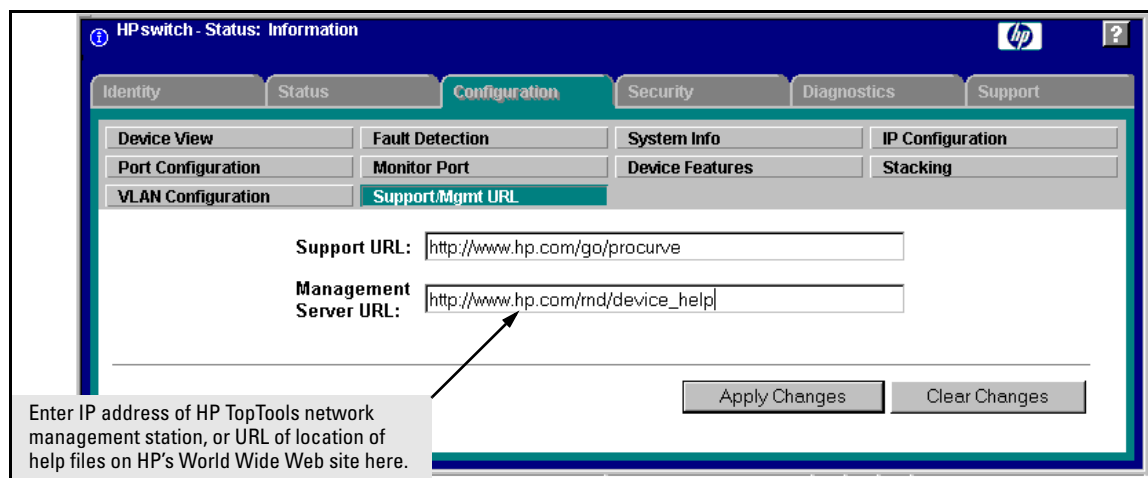 HPswitch - Status: Information
hp
?
Identity Status Configuration Security Diagnostics Support
Device View Fault Detection System Info IP Configuration
Port Configuration Monitor Port Device Features Stacking
VLAN Configuration Support/Mgmt URL
Support URL: http://www.hp.com/go/procurve
Management
Server URL: http://www.hp.com/rnd/device_help
Apply Changes Clear Changes
Enter IP address of HP TopTools network
management station, or URL of location of
help files on HP's World Wide Web site here.